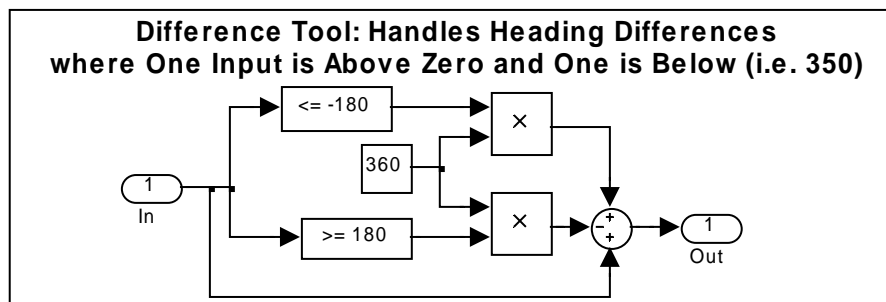 Difference Tool: Handles Heading Differences
where One Input is Above Zero and One is Below (i.e. 350)
<= -180
×
360
1
In
>= 180
×
+
-
+
1
Out